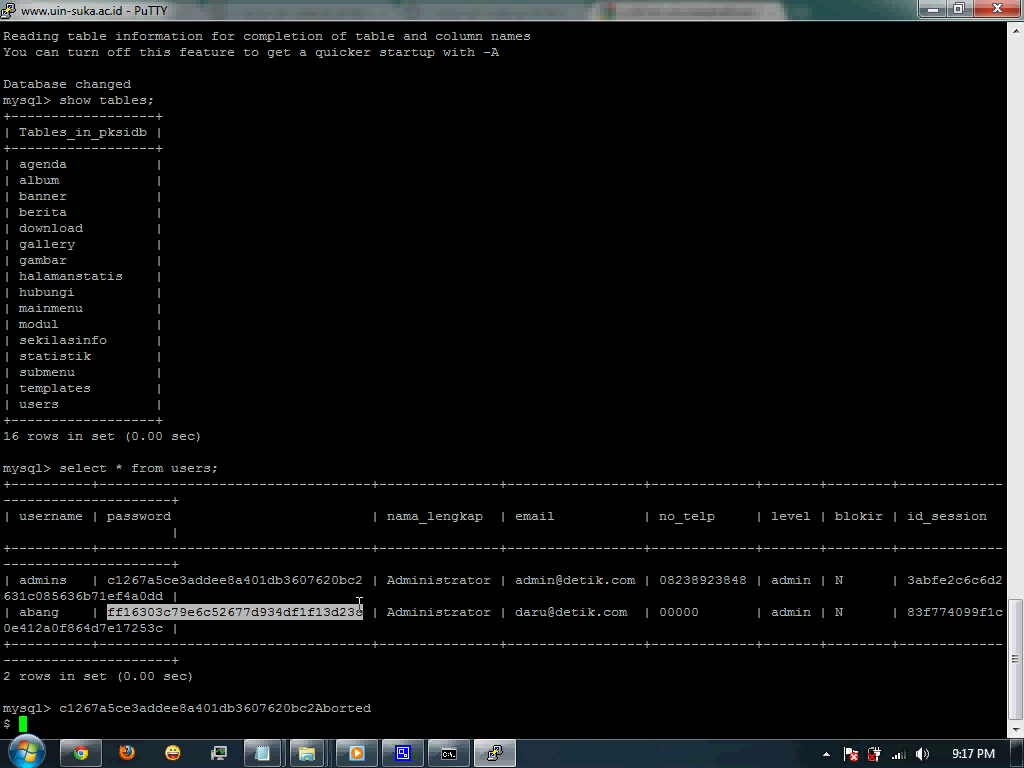 www.uin-suka.ac.id - PuTTY
Reading table information for completion of table and column names
You can turn off this feature to get a quicker startup with -A
Database changed
mysql> show tables;
+------------------+
| Tables_in_pksidb |
+------------------+
| agenda |
| album |
| banner |
| berita |
| download |
| gallery |
| gambar |
| halamanstatis |
| hubungi |
| mainmenu |
| modul |
| sekilasinfo |
| statistik |
| submenu |
| templates |
| users |
+------------------+
16 rows in set (0.00 sec)
mysql> select * from users;
+----------+----------------------------------+---------------+-----------------+-------------+-------+--------+------------
---------------------+
| username | password | nama_lengkap | email | no_telp | level | blokir | id_session
|
+----------+----------------------------------+---------------+-----------------+-------------+-------+--------+------------
---------------------+
| admins | c1267a5ce3addee8a401db3607620bc2 | Administrator | admin@detik.com | 08238923848 | admin | N | 3abfe2c6c6d2
631c085636b71ef4a0dd |
| abang | ff16303c79e6c52677d934df1f13d238 | Administrator | daru@detik.com | 00000 | admin | N | 83f774099f1c
0e412a0f864d7e17253c |
+----------+----------------------------------+---------------+-----------------+-------------+-------+--------+------------
---------------------+
2 rows in set (0.00 sec)
mysql> c1267a5ce3addee8a401db3607620bc2Aborted
$
9:17 PM